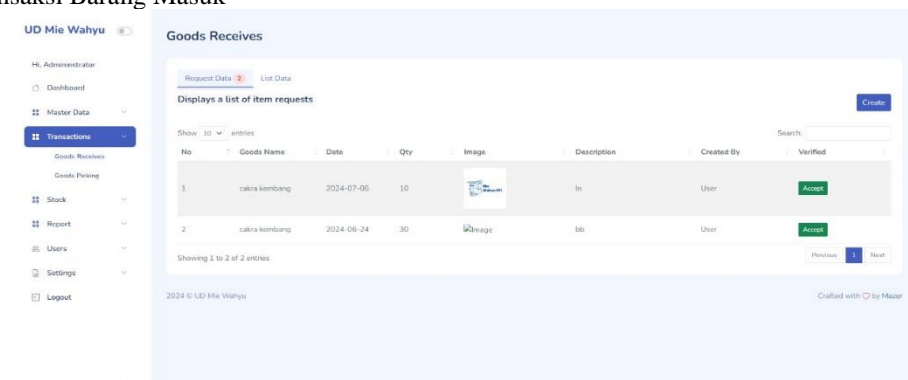 nsaksi Barang Masuk
UD Mie Wahyu
Goods Receives
Hi, Admininstrator
Dashboard
Master Data
Transactions
Goods Receives
Goods Picking
Stock
Report
Users
Settings
Logout
Request Data 2 List Data
Displays a list of item requests
Create
Show 10 entries Search:
No Goods Name Date Qty Image Description Created By Verified
1 cakra kembang 2024-07-06 10 In User Accept
2 cakra kembang 2024-06-24 30 Image bb User Accept
Showing 1 to 2 of 2 entries
Previous 1 Next
2024 © UD Mie Wahyu Crafted with by Mazer